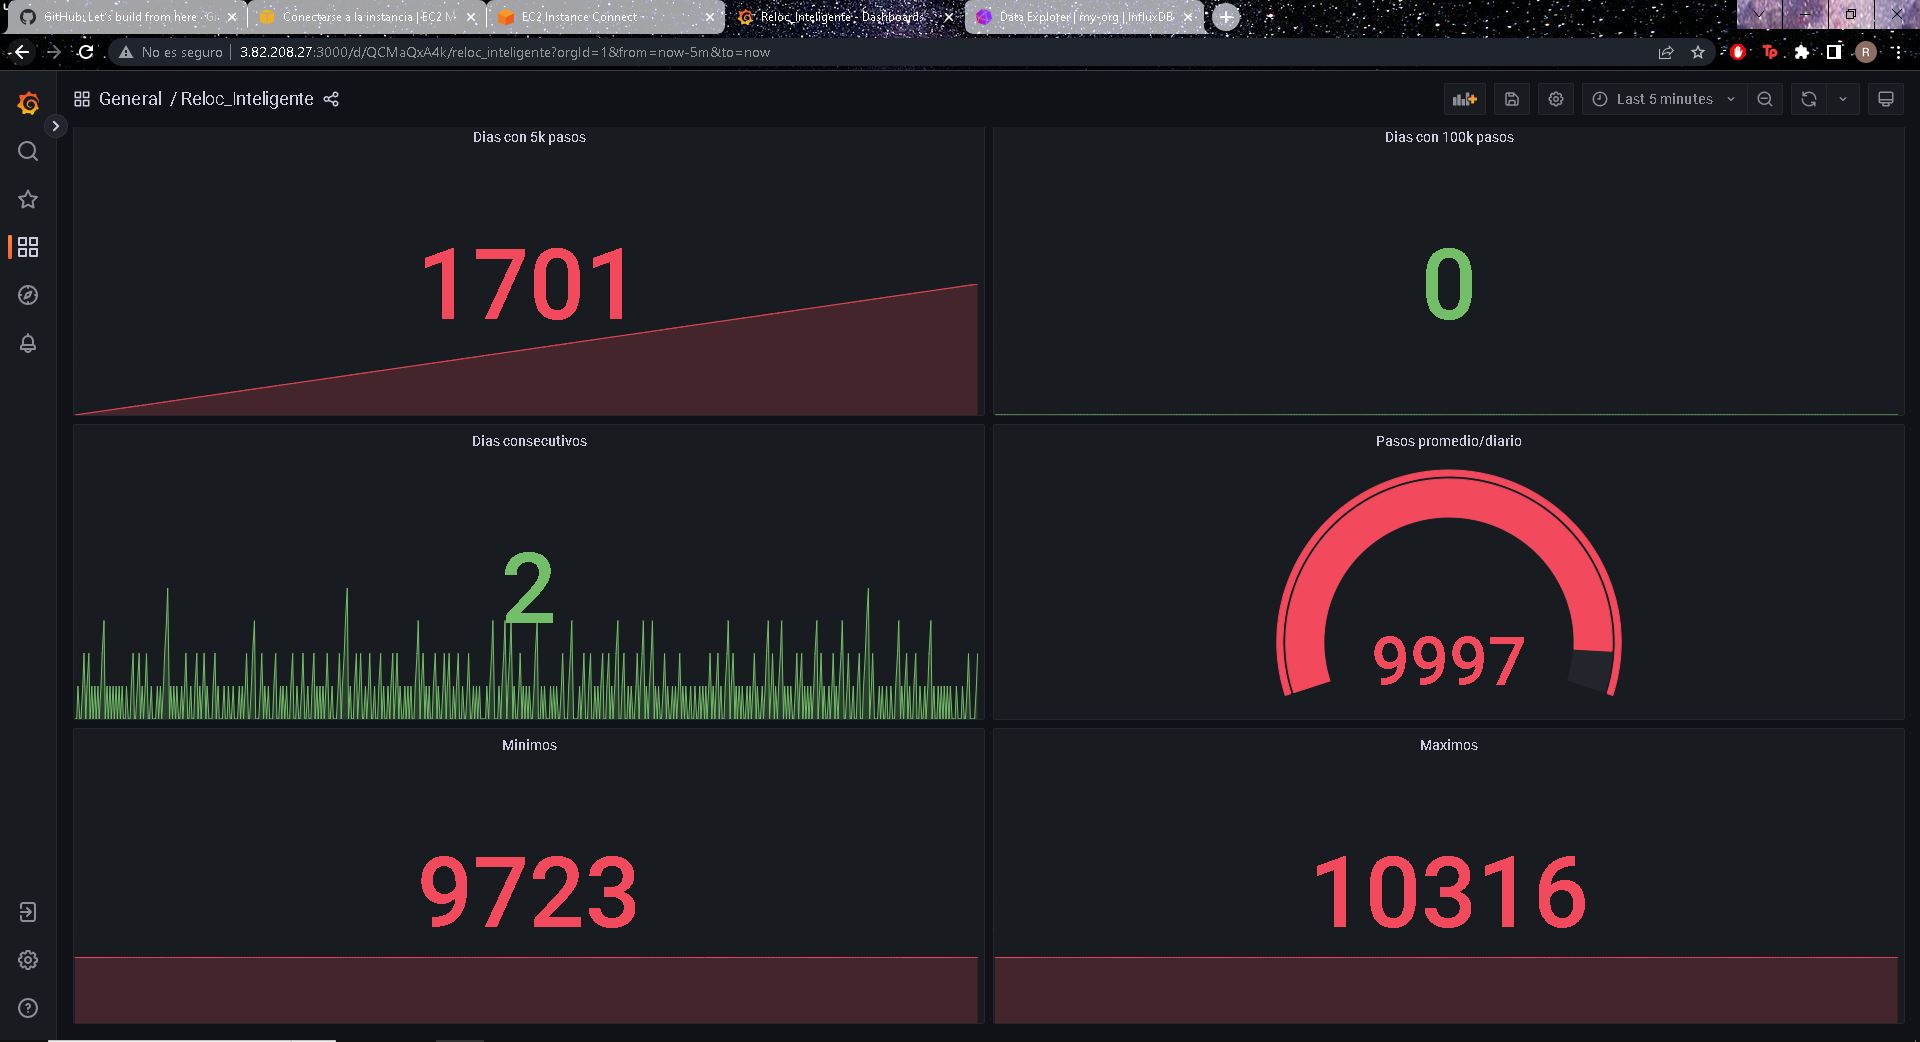 GitHub: Let's build from here · Gi
Conectarse a la instancia | EC2 M
EC2 Instance Connect
Reloc_Inteligente - Dashboards
Data Explorer | my-org | InfluxDB
No es seguro
3.82.208.27:3000/d/QCMaQxA4k/reloc_inteligente?orgId=1&from=now-5m&to=now
R
General / Reloc_Inteligente
Last 5 minutes
Dias con 5k pasos
Dias con 100k pasos
1701
0
Dias consecutivos
Pasos promedio/diario
2
9997
Minimos
Maximos
9723
10316